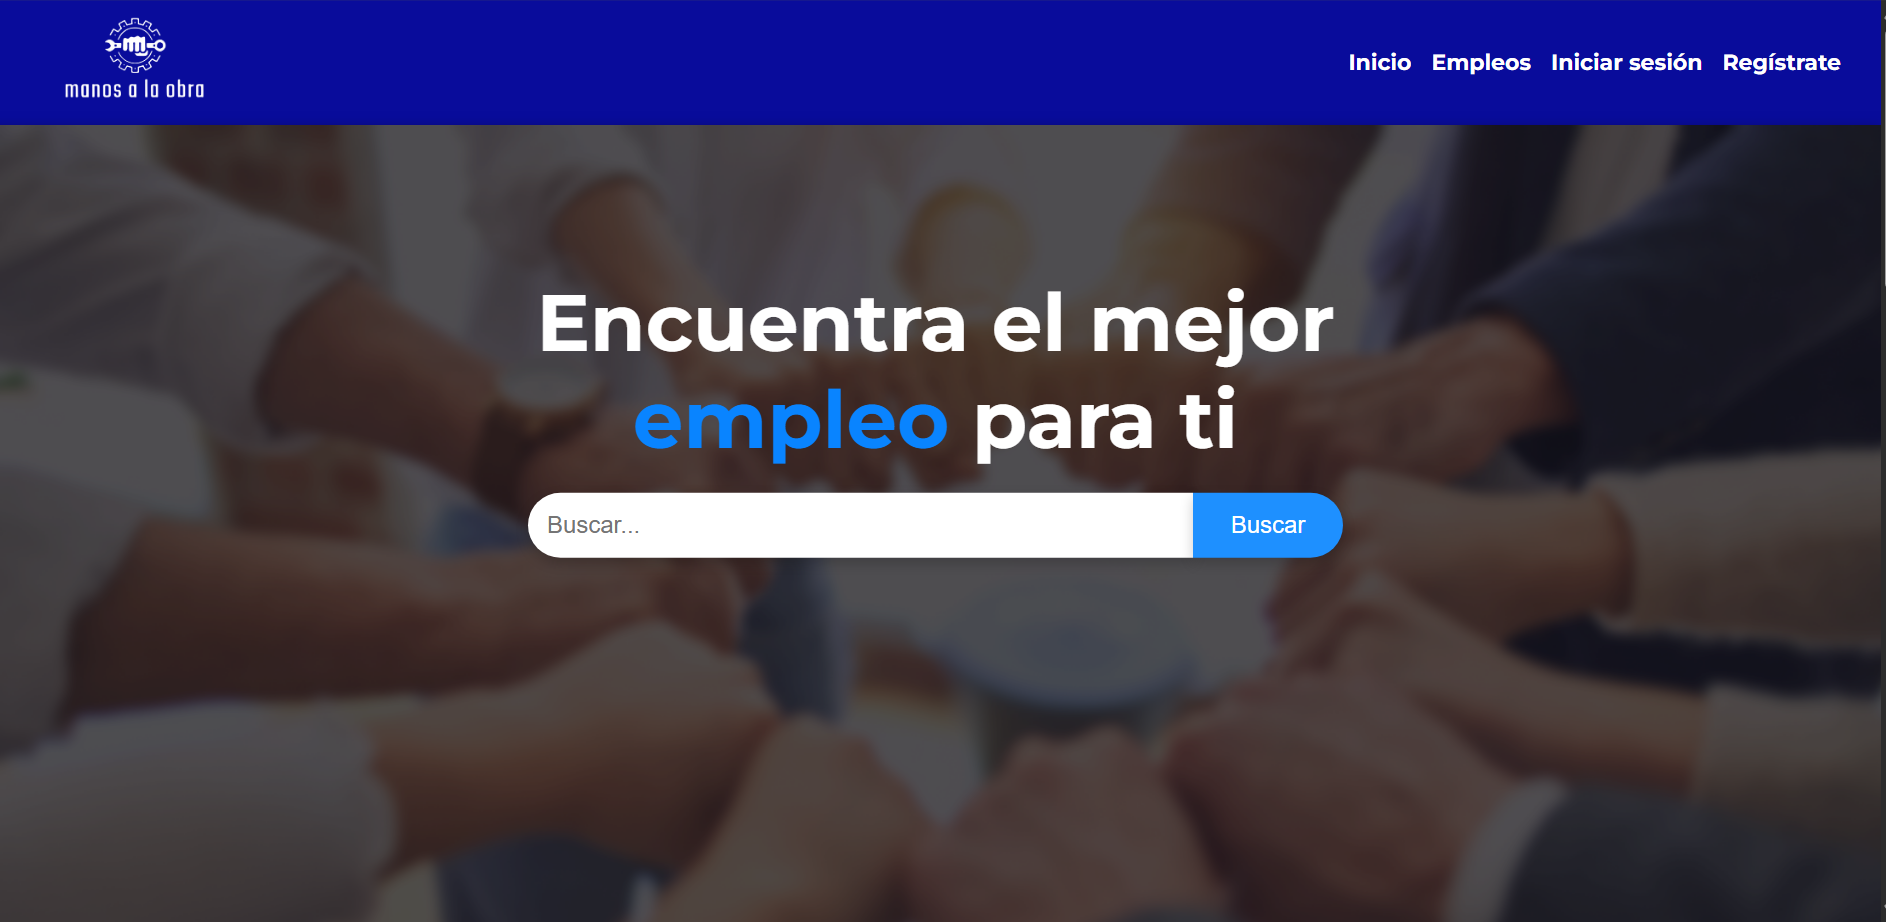 manos a la obra
Inicio Empleos Iniciar sesión Regístrate
Encuentra el mejor
empleo para ti
Buscar... Buscar